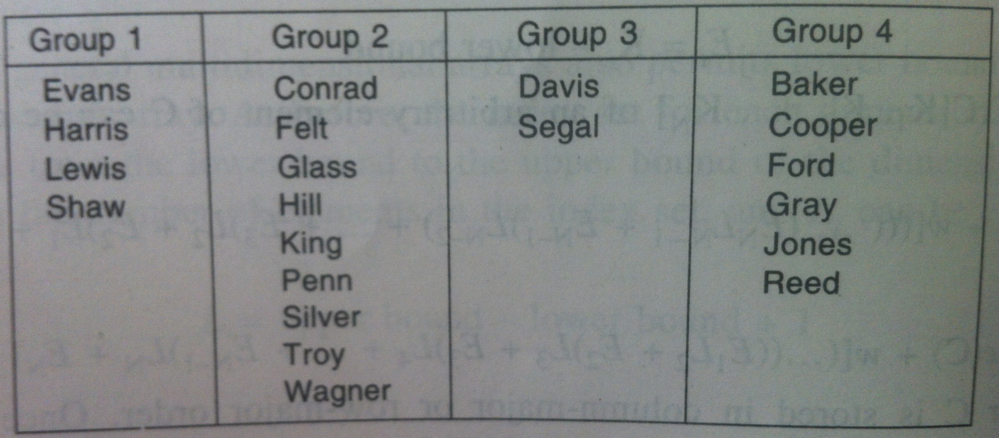 Group 1 Group 2 Group 3 Group 4
Evans Conrad Davis Baker
Harris Felt Segal Cooper
Lewis Glass Ford
Shaw Hill Gray
King Jones
Penn Reed
Silver
Troy
Wagner